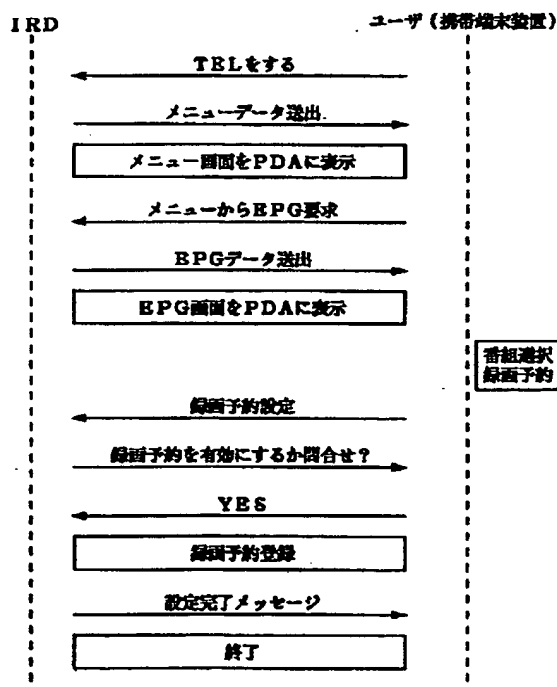 IRD
ユーザ(携帯端末装置)
TELをする
メニューデータ送出
メニュー画面をPDAに表示
メニューからEPG要求
EPGデータ送出
EPG画面をPDAに表示
番組選択
録画予約
録画予約設定
録画予約を有効にするか問合せ?
YES
録画予約登録
設定完了メッセージ
終了